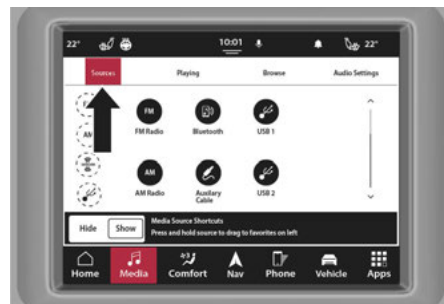 22° 10:01 22°
Sources Playing Browse Audio Settings
FM AM
FM
FM Radio Bluetooth USB 1
AM
AM Radio Auxilary USB 2
Cable
Hide Show Media Source Shortcuts
Press and hold source to drag to favorites on left
Home Media Comfort Nav Phone Vehicle Apps